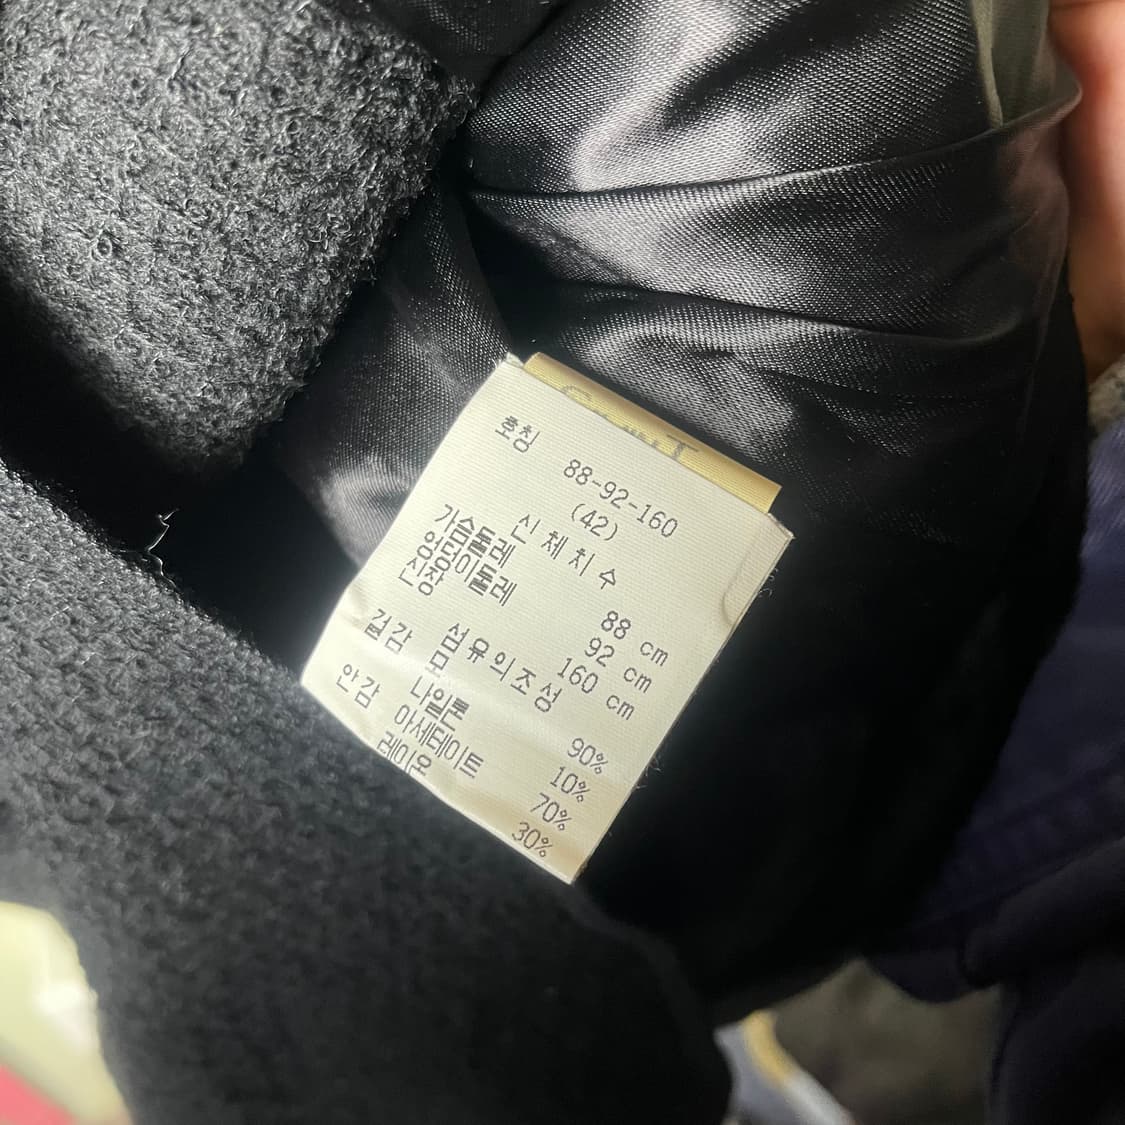 호칭 88-92-160
(42)
신체치수
가슴둘레 88 cm
엉덩이둘레 92 cm
신장 160 cm
섬유의조성
겉감 모 90%
나일론 10%
안감 아세테이트 70%
레이온 30%